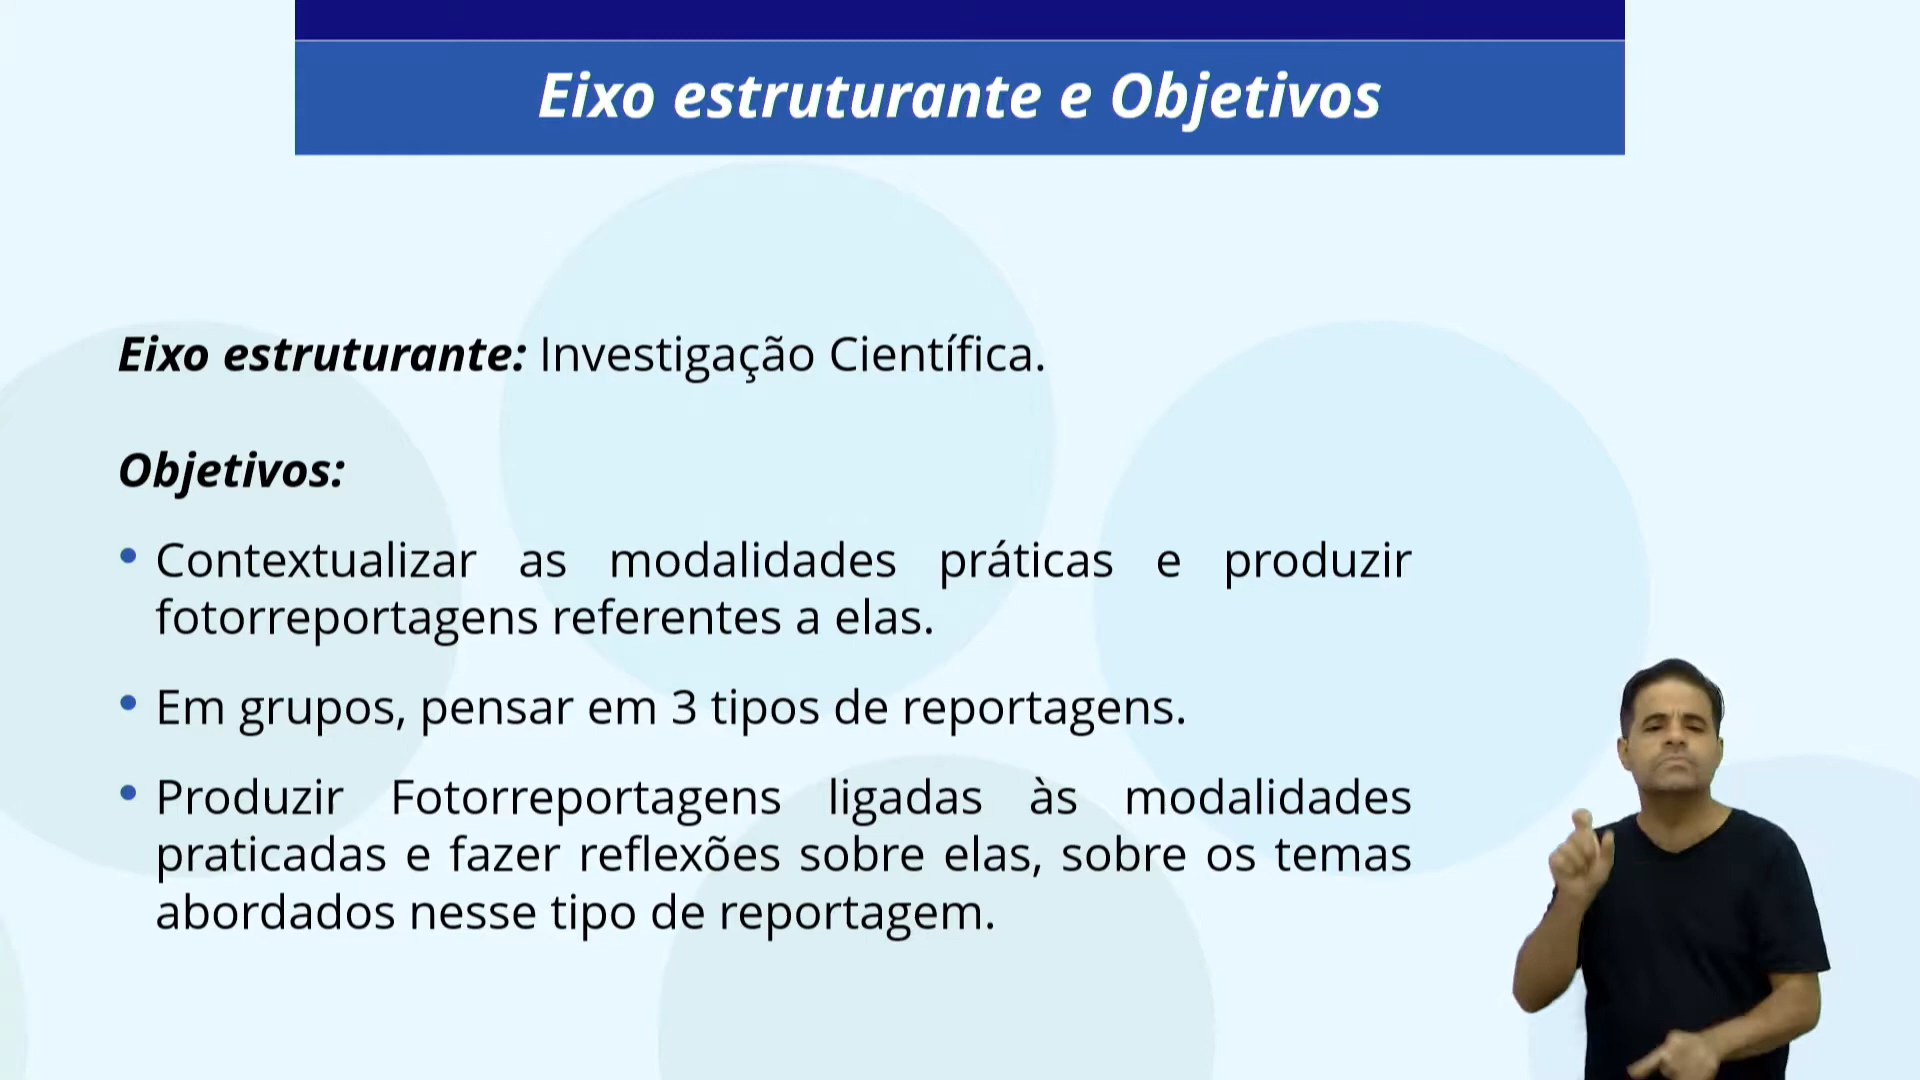 Eixo estruturante e Objetivos
Eixo estruturante: Investigação Científica.
Objetivos:
• Contextualizar as modalidades práticas e produzir
fotorreportagens referentes a elas.
• Em grupos, pensar em 3 tipos de reportagens.
• Produzir Fotorreportagens ligadas às modalidades
praticadas e fazer reflexões sobre elas, sobre os temas
abordados nesse tipo de reportagem.